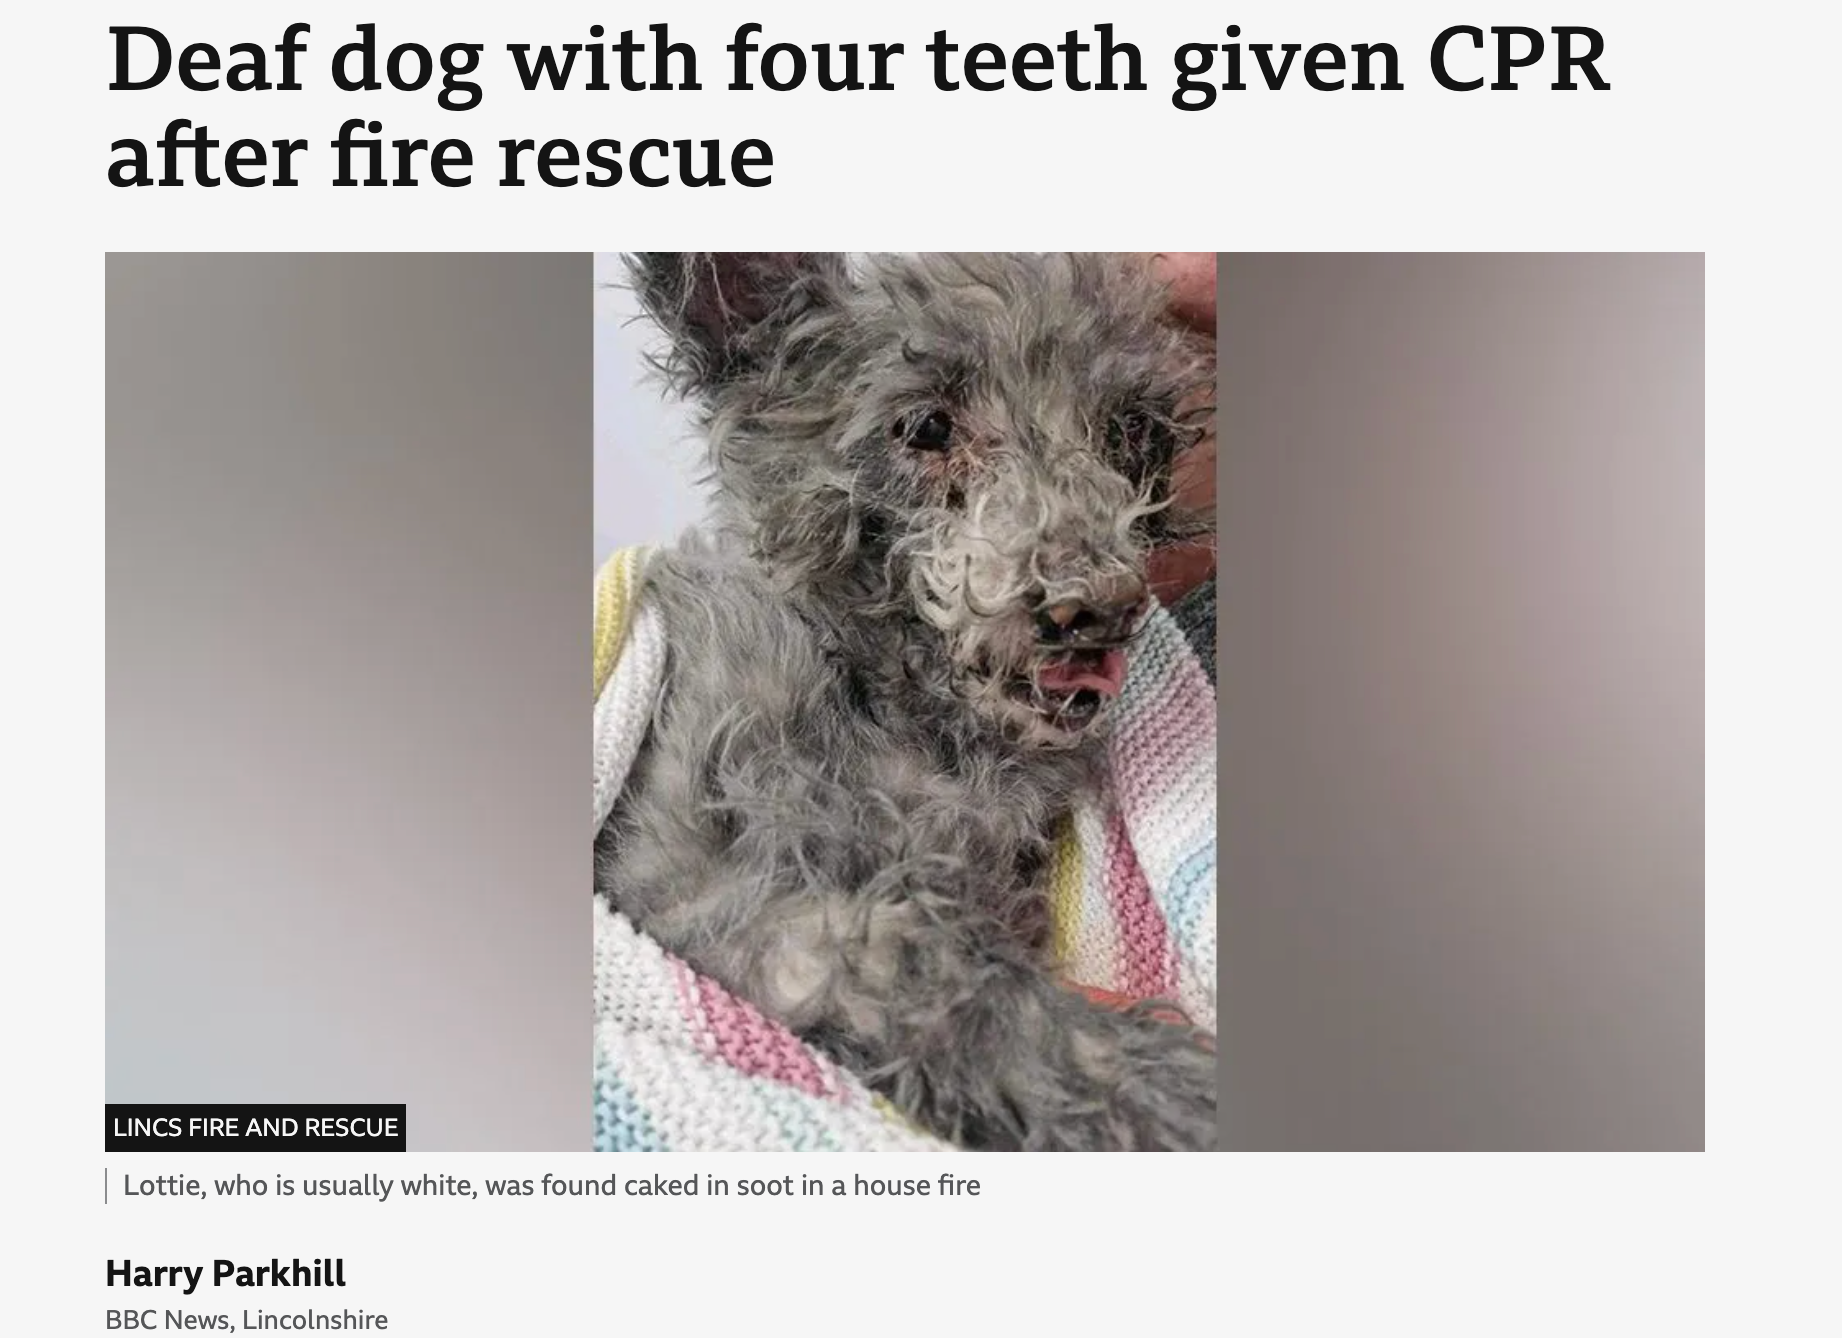 Deaf dog with four teeth given CPR
after fire rescue
LINCS FIRE AND RESCUE
Lottie, who is usually white, was found caked in soot in a house fire
Harry Parkhill
BBC News, Lincolnshire